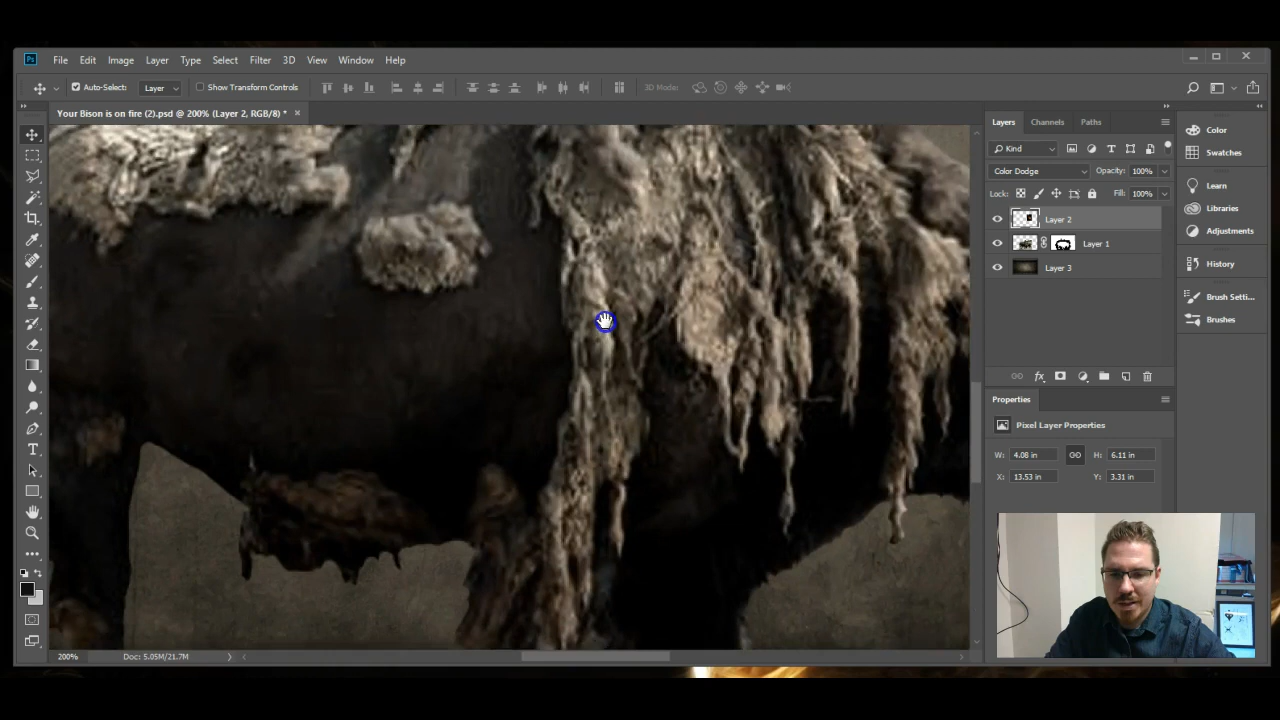 Ps File Edit Image Layer Type Select Filter 3D View Window Help
Auto-Select: Layer Show Transform Controls 3D Mode:
Your Bison is on fire (2).psd @ 200% (Layer 2, RGB/8) * ×
Layers Channels Paths
Kind
Color Dodge Opacity: 100%
Lock: Fill: 100%
Layer 2
Layer 1
Layer 3
fx
Properties
Pixel Layer Properties
W: 4.08 in H: 6.11 in
X: 13.53 in Y: 3.31 in
Color
Swatches
Learn
Libraries
Adjustments
History
Brush Setti...
Brushes
200% Doc: 5.05M/21.7M